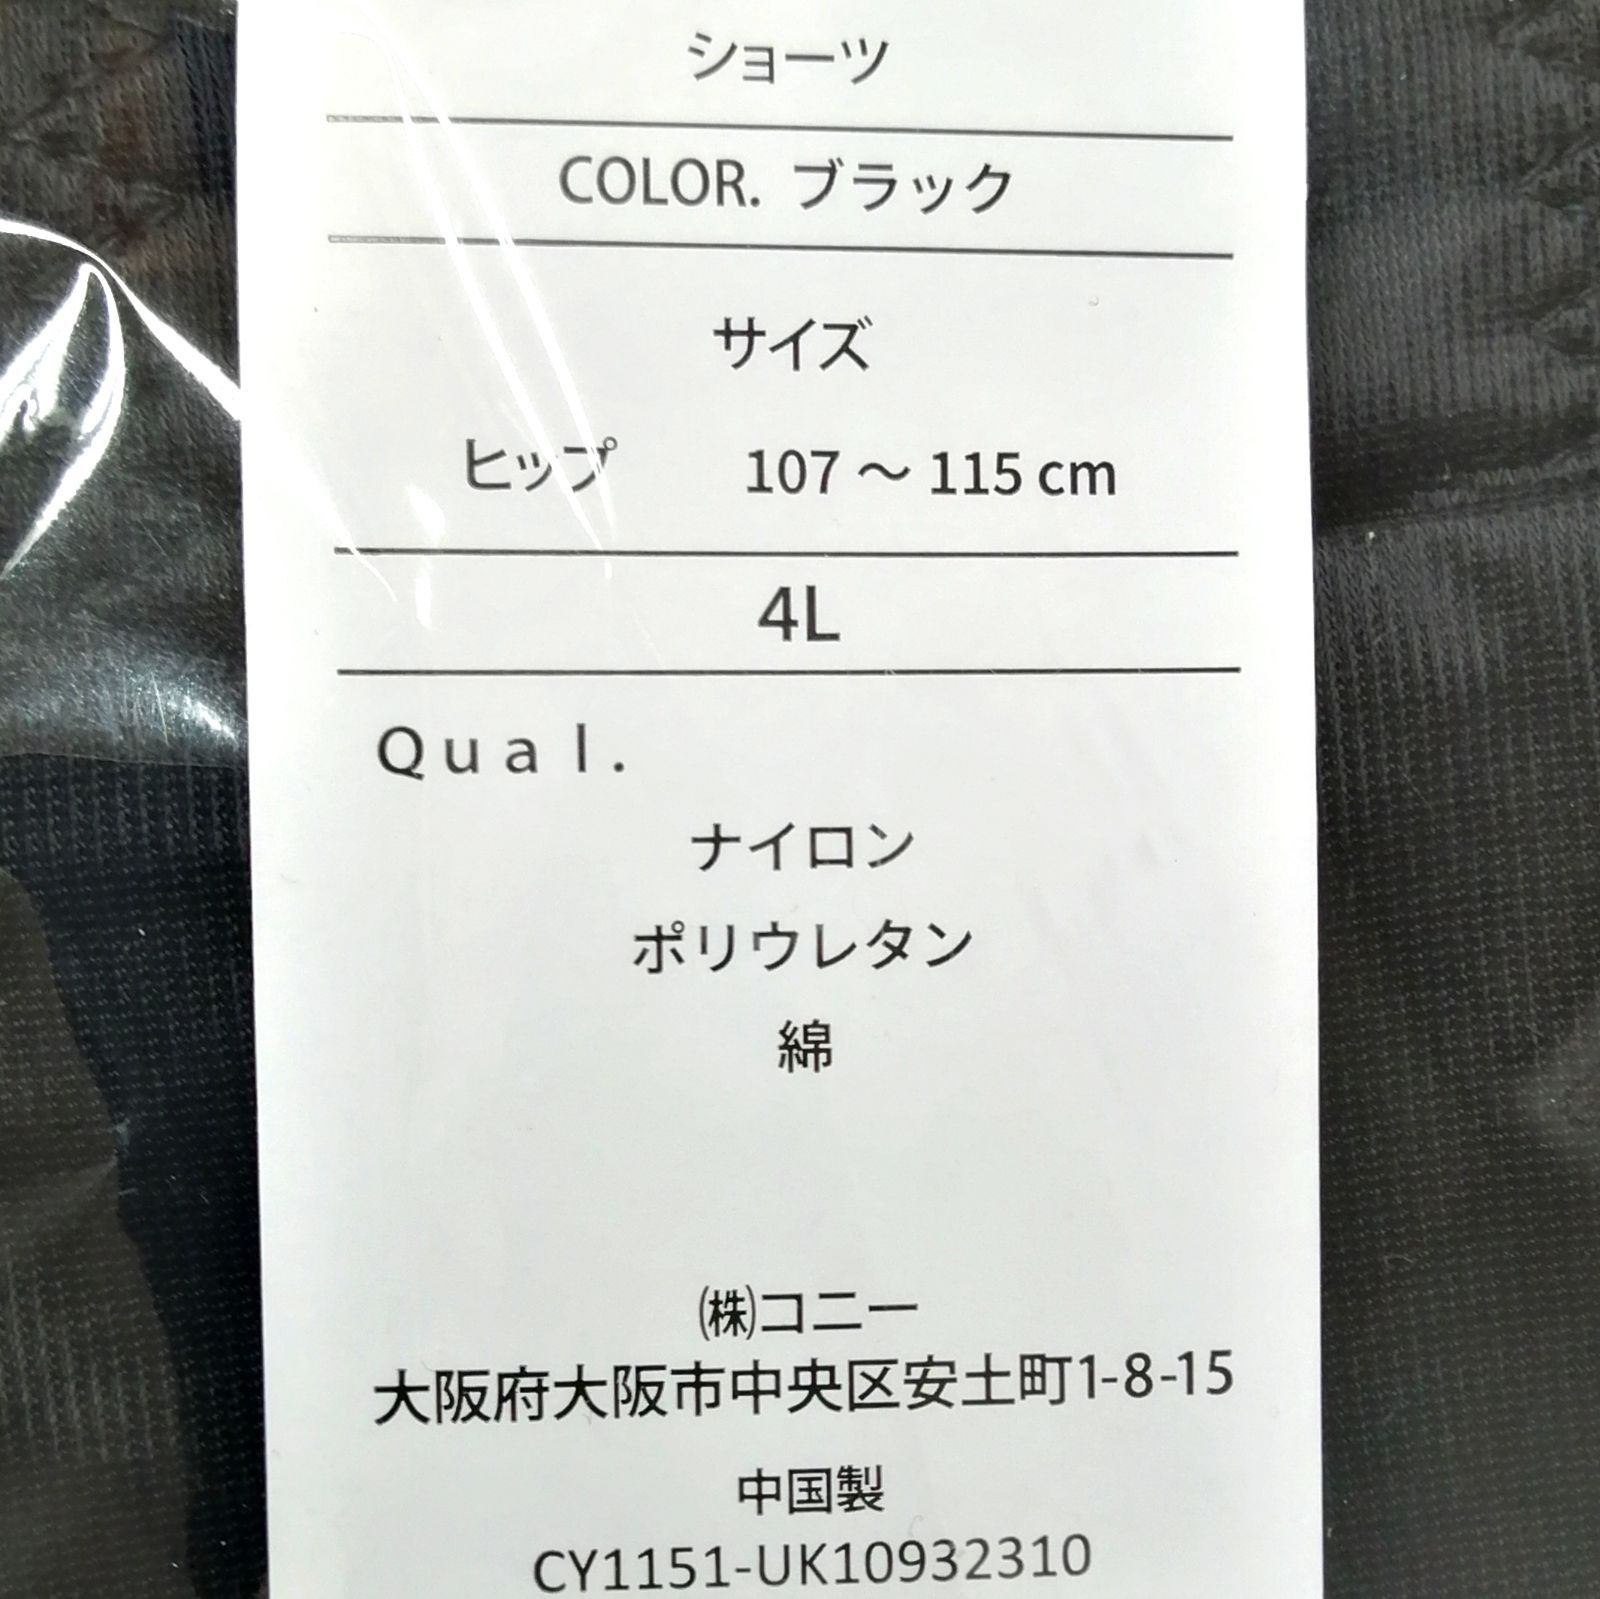 ショーツ
COLOR. ブラック
サイズ
ヒップ 107 〜 115 cm
4L
Qual.
ナイロン
ポリウレタン
綿
㈱コニー
大阪府大阪市中央区安土町1-8-15
中国製
CY1151-UK10932310